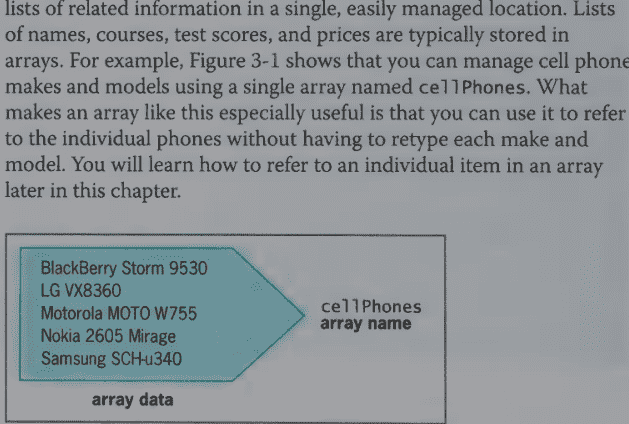 lists of related information in a single, easily managed location. Lists
of names, courses, test scores, and prices are typically stored in
arrays. For example, Figure 3-1 shows that you can manage cell phone
makes and models using a single array named cellPhones. What
makes an array like this especially useful is that you can use it to refer
to the individual phones without having to retype each make and
model. You will learn how to refer to an individual item in an array
later in this chapter.
BlackBerry Storm 9530
LG VX8360
Motorola MOTO W755
Nokia 2605 Mirage
Samsung SCH-u340
array data
cellPhones
array name